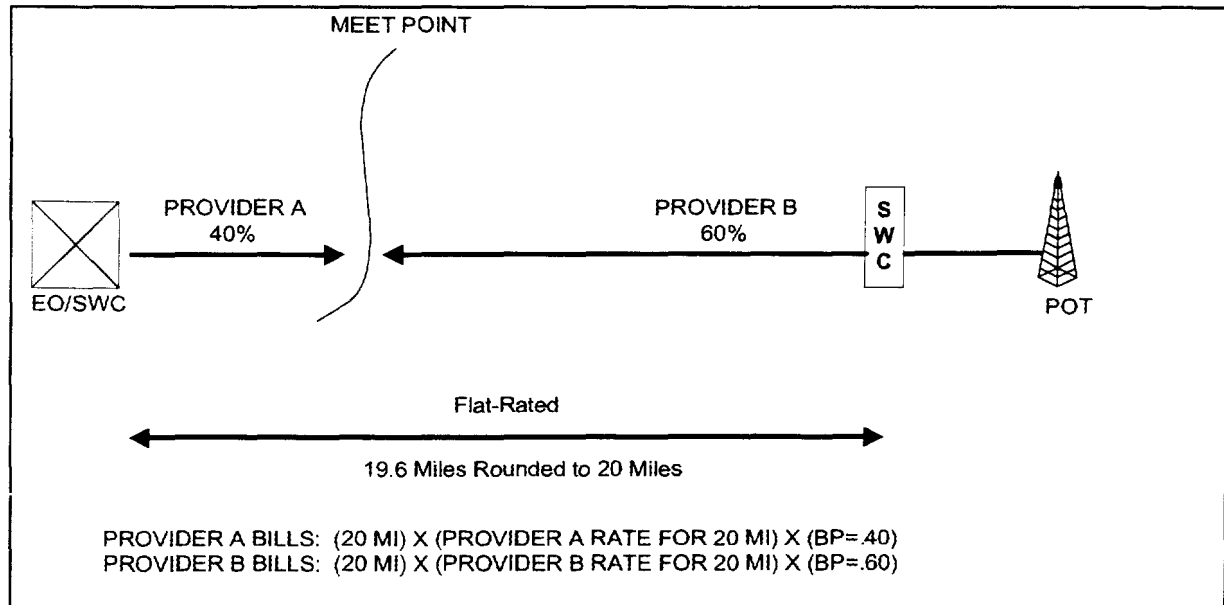 MEET POINT
PROVIDER A
40%
PROVIDER B
60%
S
W
C
EO/SWC
POT
Flat-Rated
19.6 Miles Rounded to 20 Miles
PROVIDER A BILLS: (20 MI) X (PROVIDER A RATE FOR 20 MI) X (BP=.40)
PROVIDER B BILLS: (20 MI) X (PROVIDER B RATE FOR 20 MI) X (BP=.60)